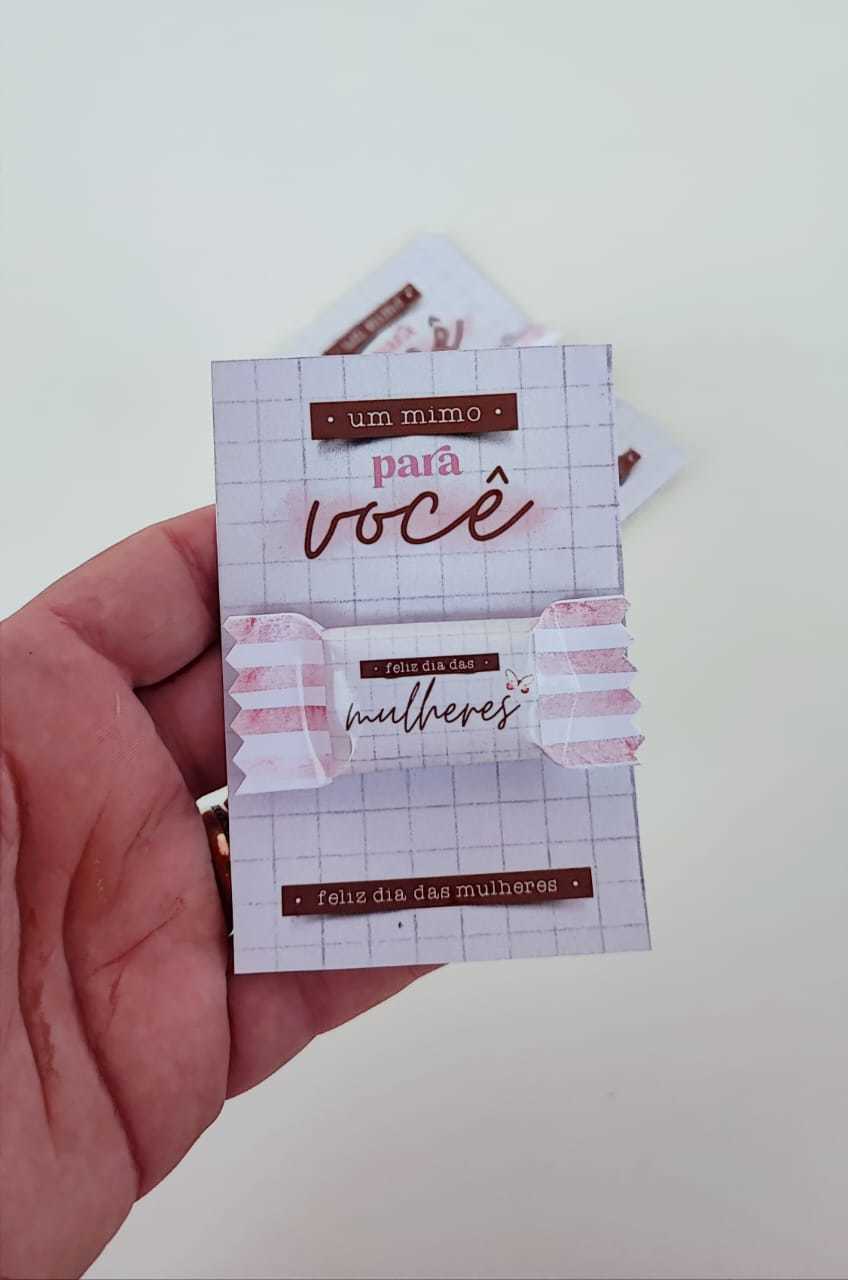 • um mimo •
para
você
• feliz dia das •
mulheres
• feliz dia das mulheres •